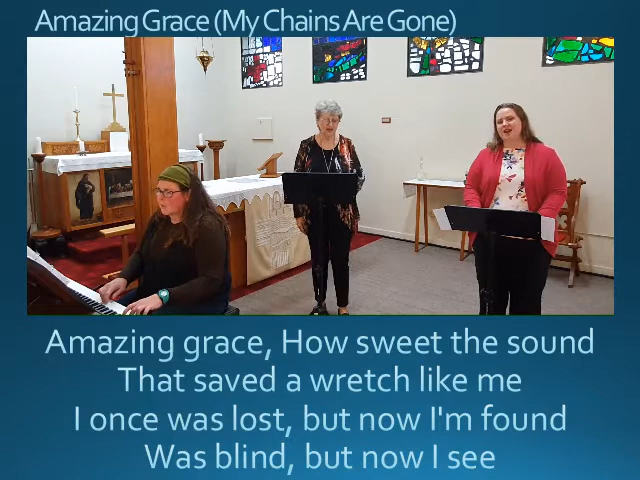 Amazing Grace (My Chains Are Gone)
Amazing grace, How sweet the sound
That saved a wretch like me
I once was lost, but now I'm found
Was blind, but now I see